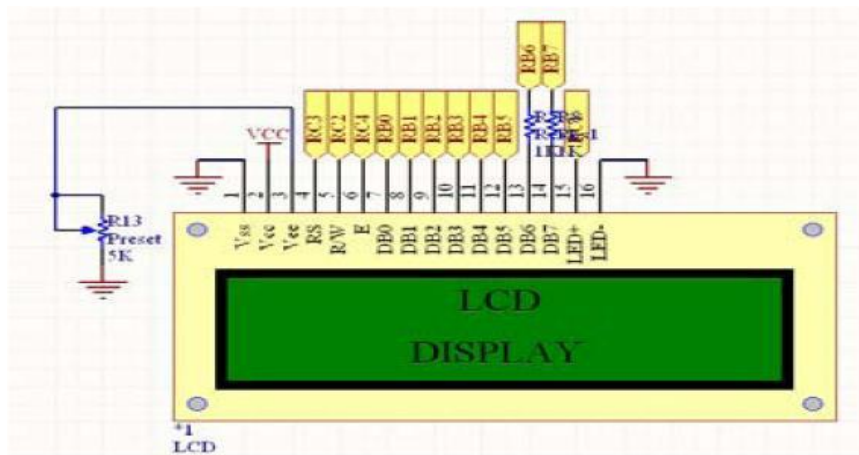 RB6 RB7
RC3 RC2 RC4 RB0 RB1 RB2 RB3 RB4 RB5
VCC
1 2 3 4 5 6 7 8 9 10 11 12 13 14 15 16
Vss Vcc Vee RS R/W E DB0 DB1 DB2 DB3 DB4 DB5 DB6 DB7 LED+ LED-
R13
Preset
5K
LCD
DISPLAY
*1
LCD